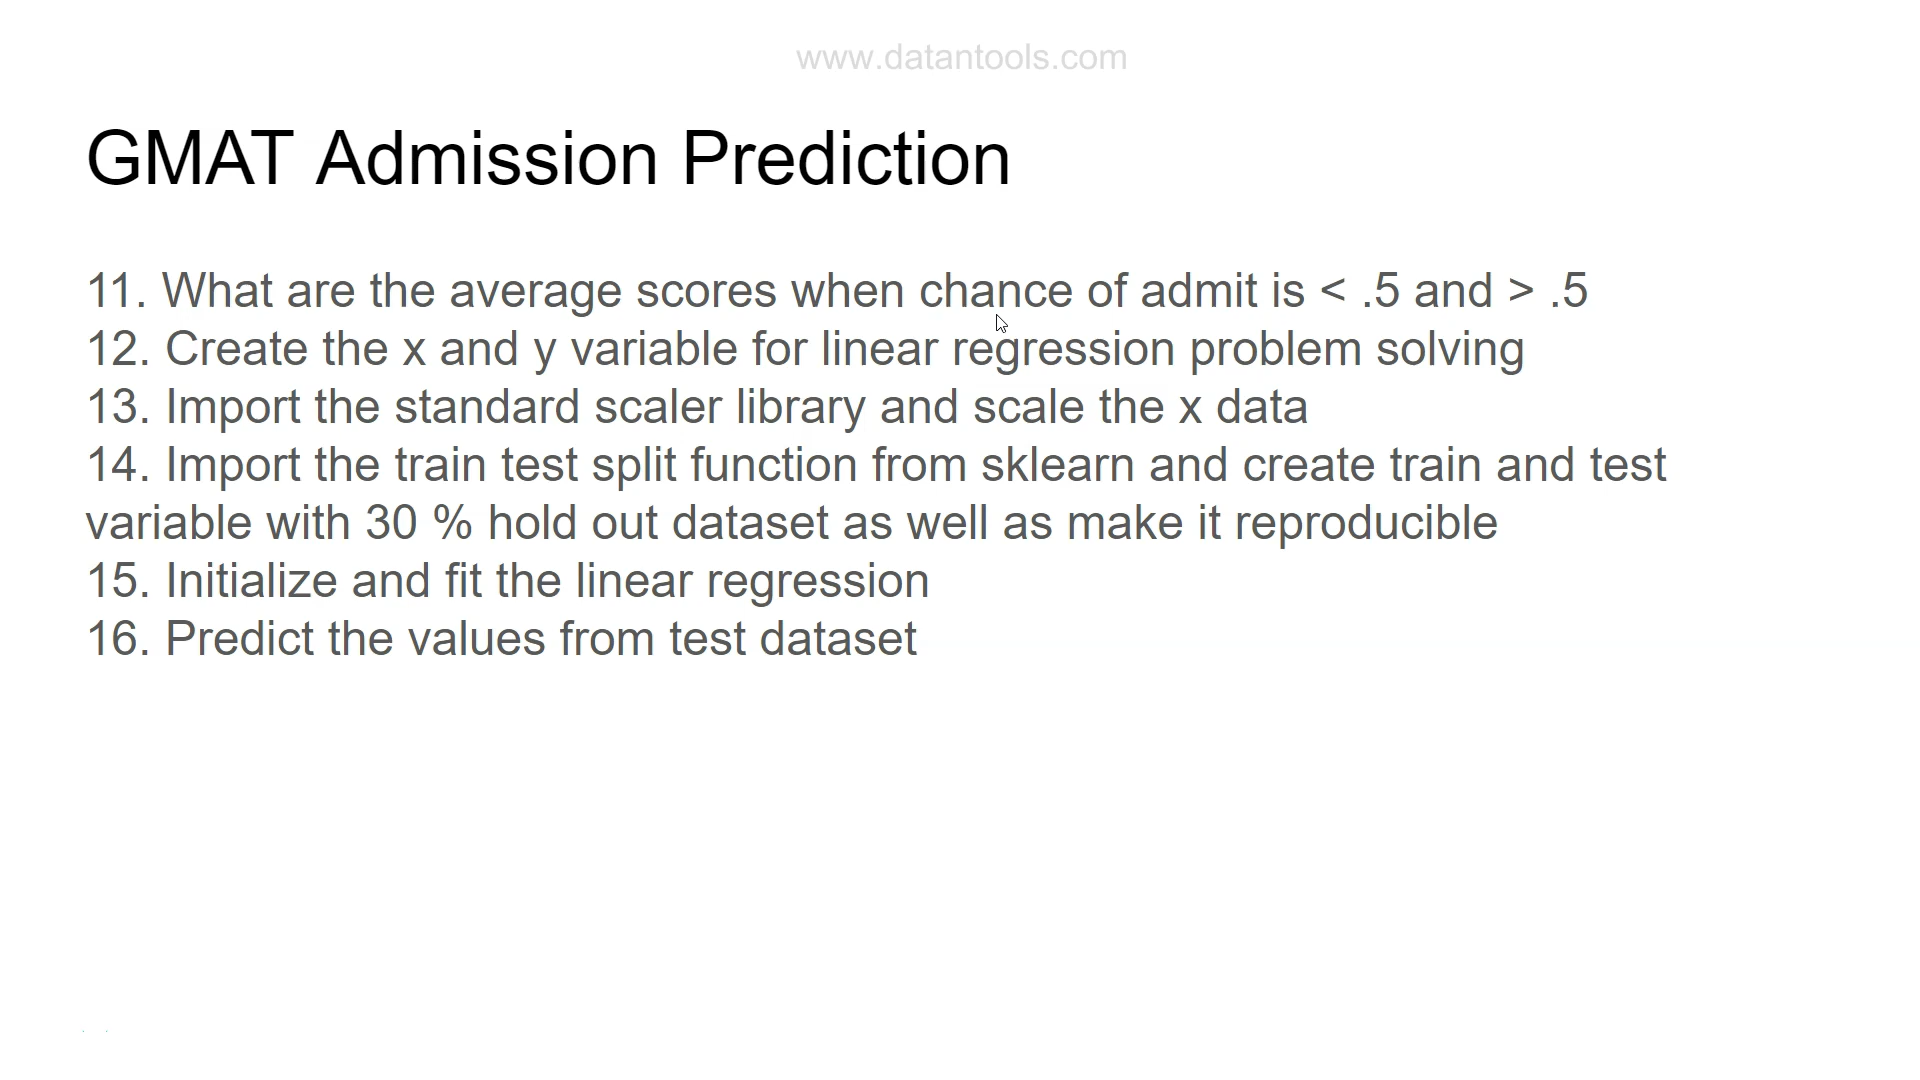 www.datantools.com
GMAT Admission Prediction
11. What are the average scores when chance of admit is < .5 and > .5
12. Create the x and y variable for linear regression problem solving
13. Import the standard scaler library and scale the x data
14. Import the train test split function from sklearn and create train and test
variable with 30 % hold out dataset as well as make it reproducible
15. Initialize and fit the linear regression
16. Predict the values from test dataset